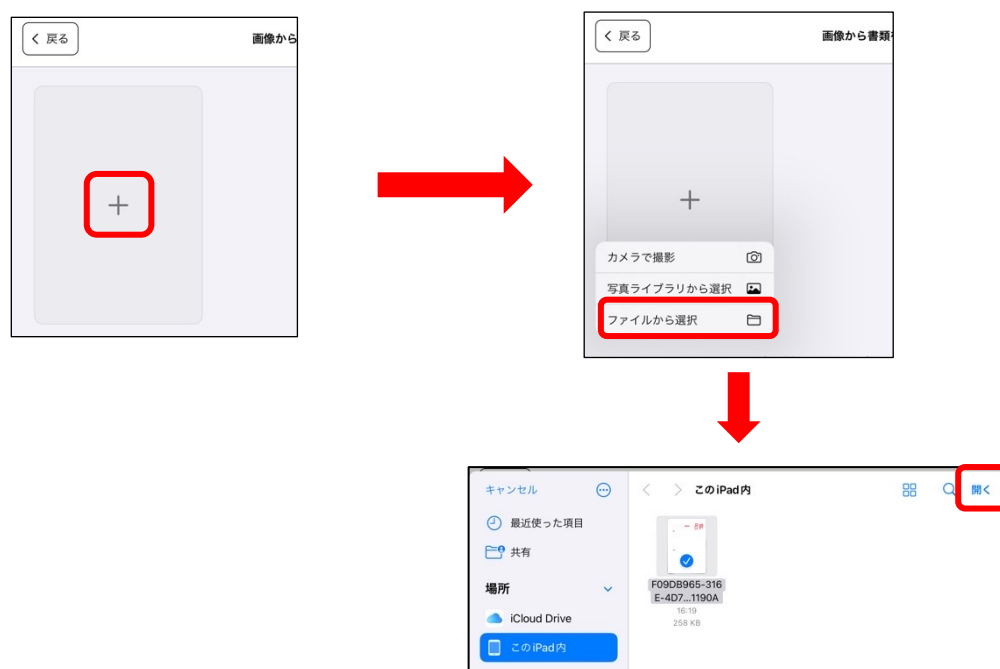 戻る
画像から
戻る
画像から書類
カメラで撮影
写真ライブラリから選択
ファイルから選択
キャンセル
このiPad内
開く
最近使った項目
共有
場所
iCloud Drive
このiPad内
F09DB965-316
E-4D7...1190A
16:19
258 KB